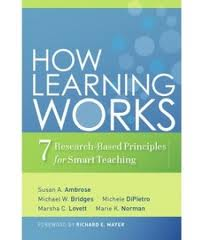 HOW
LEARNING
WORKS
7 Research-Based Principles
for Smart Teaching
Susan A. Ambrose
Michael W. Bridges Michele DiPietro
Marsha C. Lovett Marie K. Norman
FOREWORD BY RICHARD E. MAYER